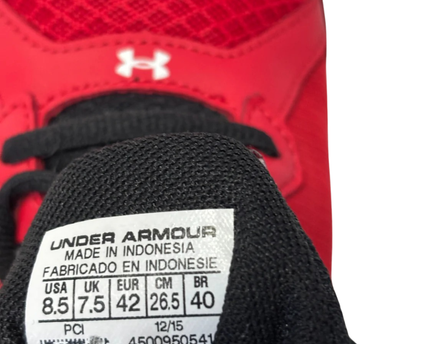 UNDER ARMOUR
MADE IN INDONESIA
FABRICADO EN INDONESIE
USA UK EUR CM BR
8.5 7.5 42 26.5 40
PCI 12/15
4500950541